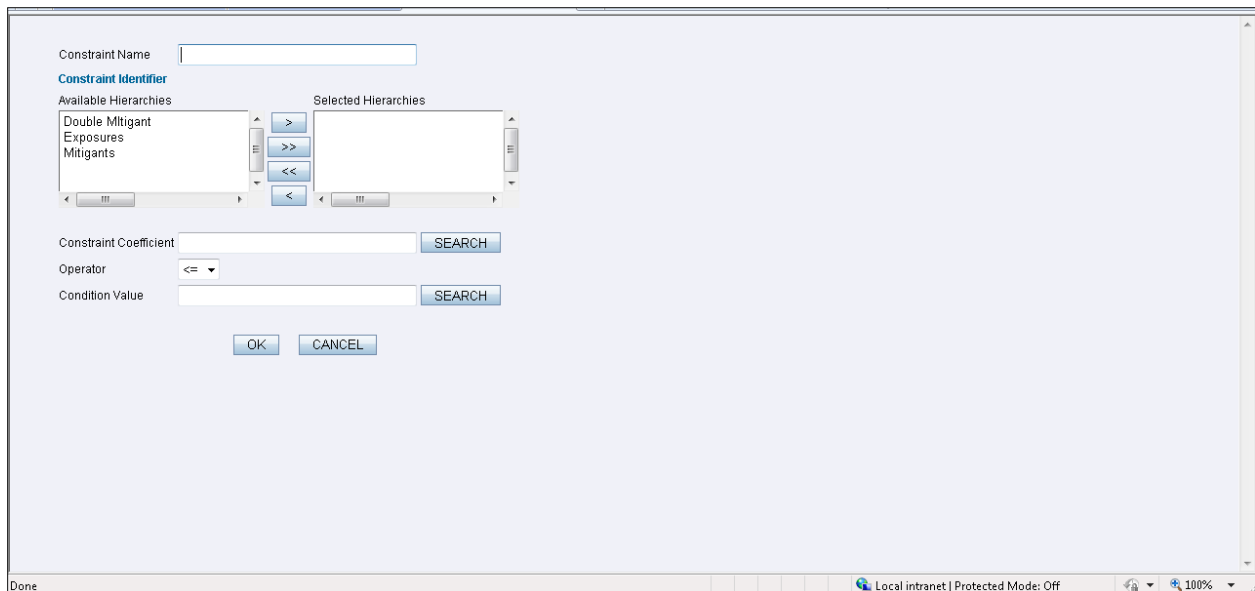 Constraint Name
Constraint Identifier
Available Hierarchies Selected Hierarchies
Double MItigant
Exposures
Mitigants
>
>>
<<
<
Constraint Coefficient SEARCH
Operator <=
Condition Value SEARCH
OK CANCEL
Done Local intranet | Protected Mode: Off 100%